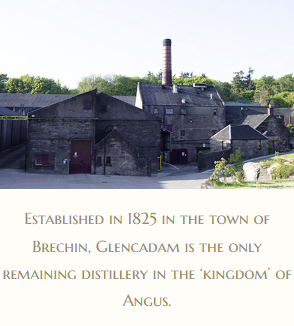 Established in 1825 in the town of
Brechin, Glencadam is the only
remaining distillery in the ‘kingdom’ of
Angus.